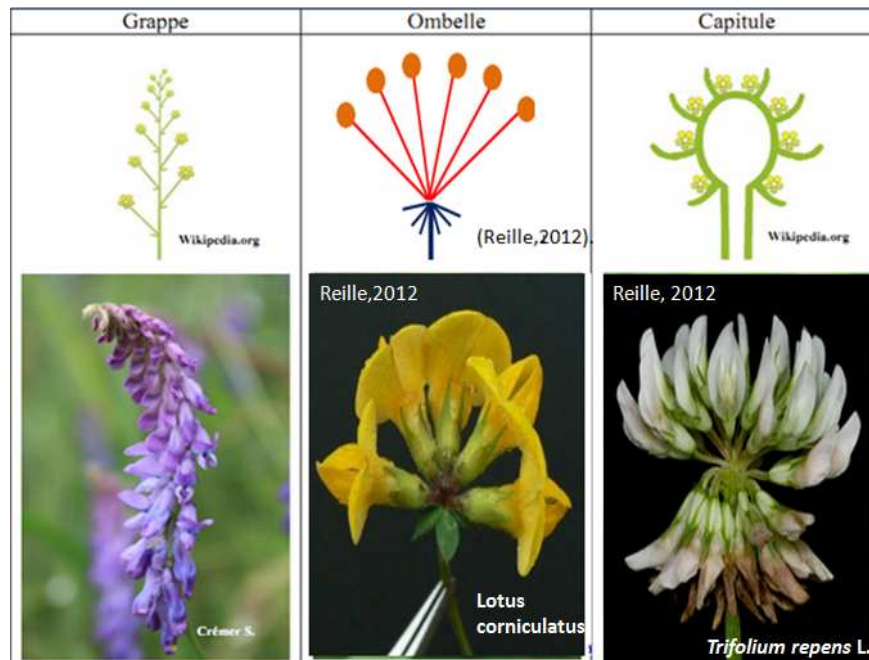 Grappe
Ombelle
Capitule
Wikipedia.org
(Reille,2012).
Wikipedia.org
Crémer S.
Reille,2012
Lotus
corniculatus
Reille, 2012
Trifolium repens L.